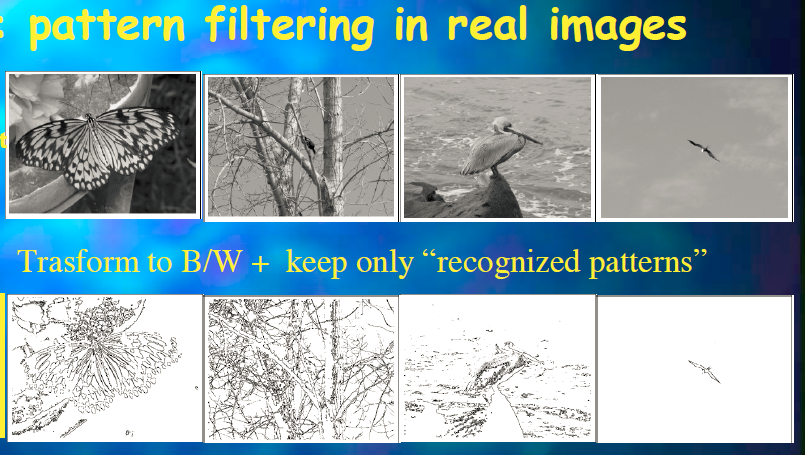 : pattern filtering in real images
t
Trasform to B/W + keep only “recognized patterns”